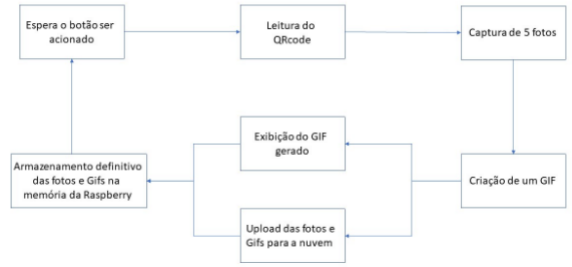 Espera o botão ser
acionado
Leitura do
QRcode
Captura de 5 fotos
Exibição do GIF
gerado
Armazenamento definitivo
das fotos e Gifs na
memória da Raspberry
Criação de um GIF
Upload das fotos e
Gifs para a nuvem